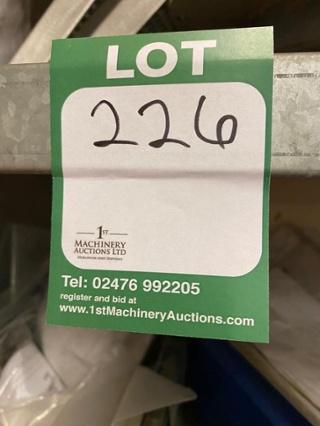 LOT
226
1ST
MACHINERY
AUCTIONS LTD
Tel: 02476 992205
register and bid at
www.1stMachineryAuctions.com